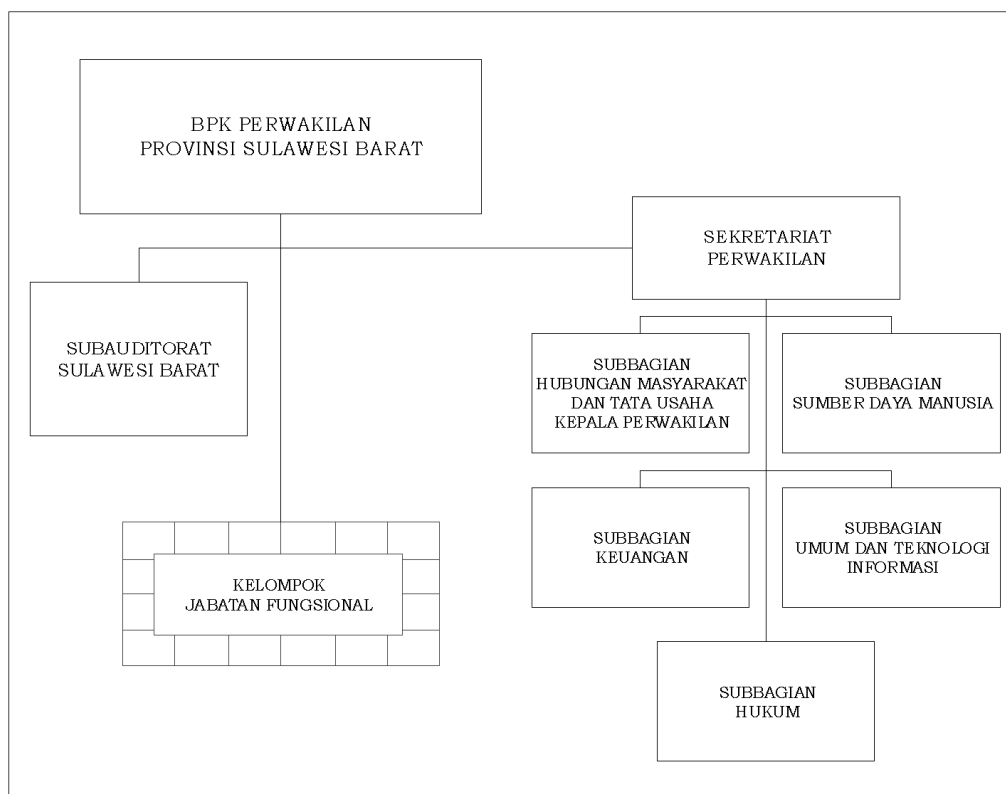 BPK PERWAKILAN
PROVINSI SULAWESI BARAT
SEKRETARIAT
PERWAKILAN
SUBAUDITORAT
SULAWESI BARAT
SUBBAGIAN
HUBUNGAN MASYARAKAT
DAN TATA USAHA
KEPALA PERWAKILAN
SUBBAGIAN
SUMBER DAYA MANUSIA
SUBBAGIAN
KEUANGAN
SUBBAGIAN
UMUM DAN TEKNOLOGI
INFORMASI
KELOMPOK
JABATAN FUNGSIONAL
SUBBAGIAN
HUKUM